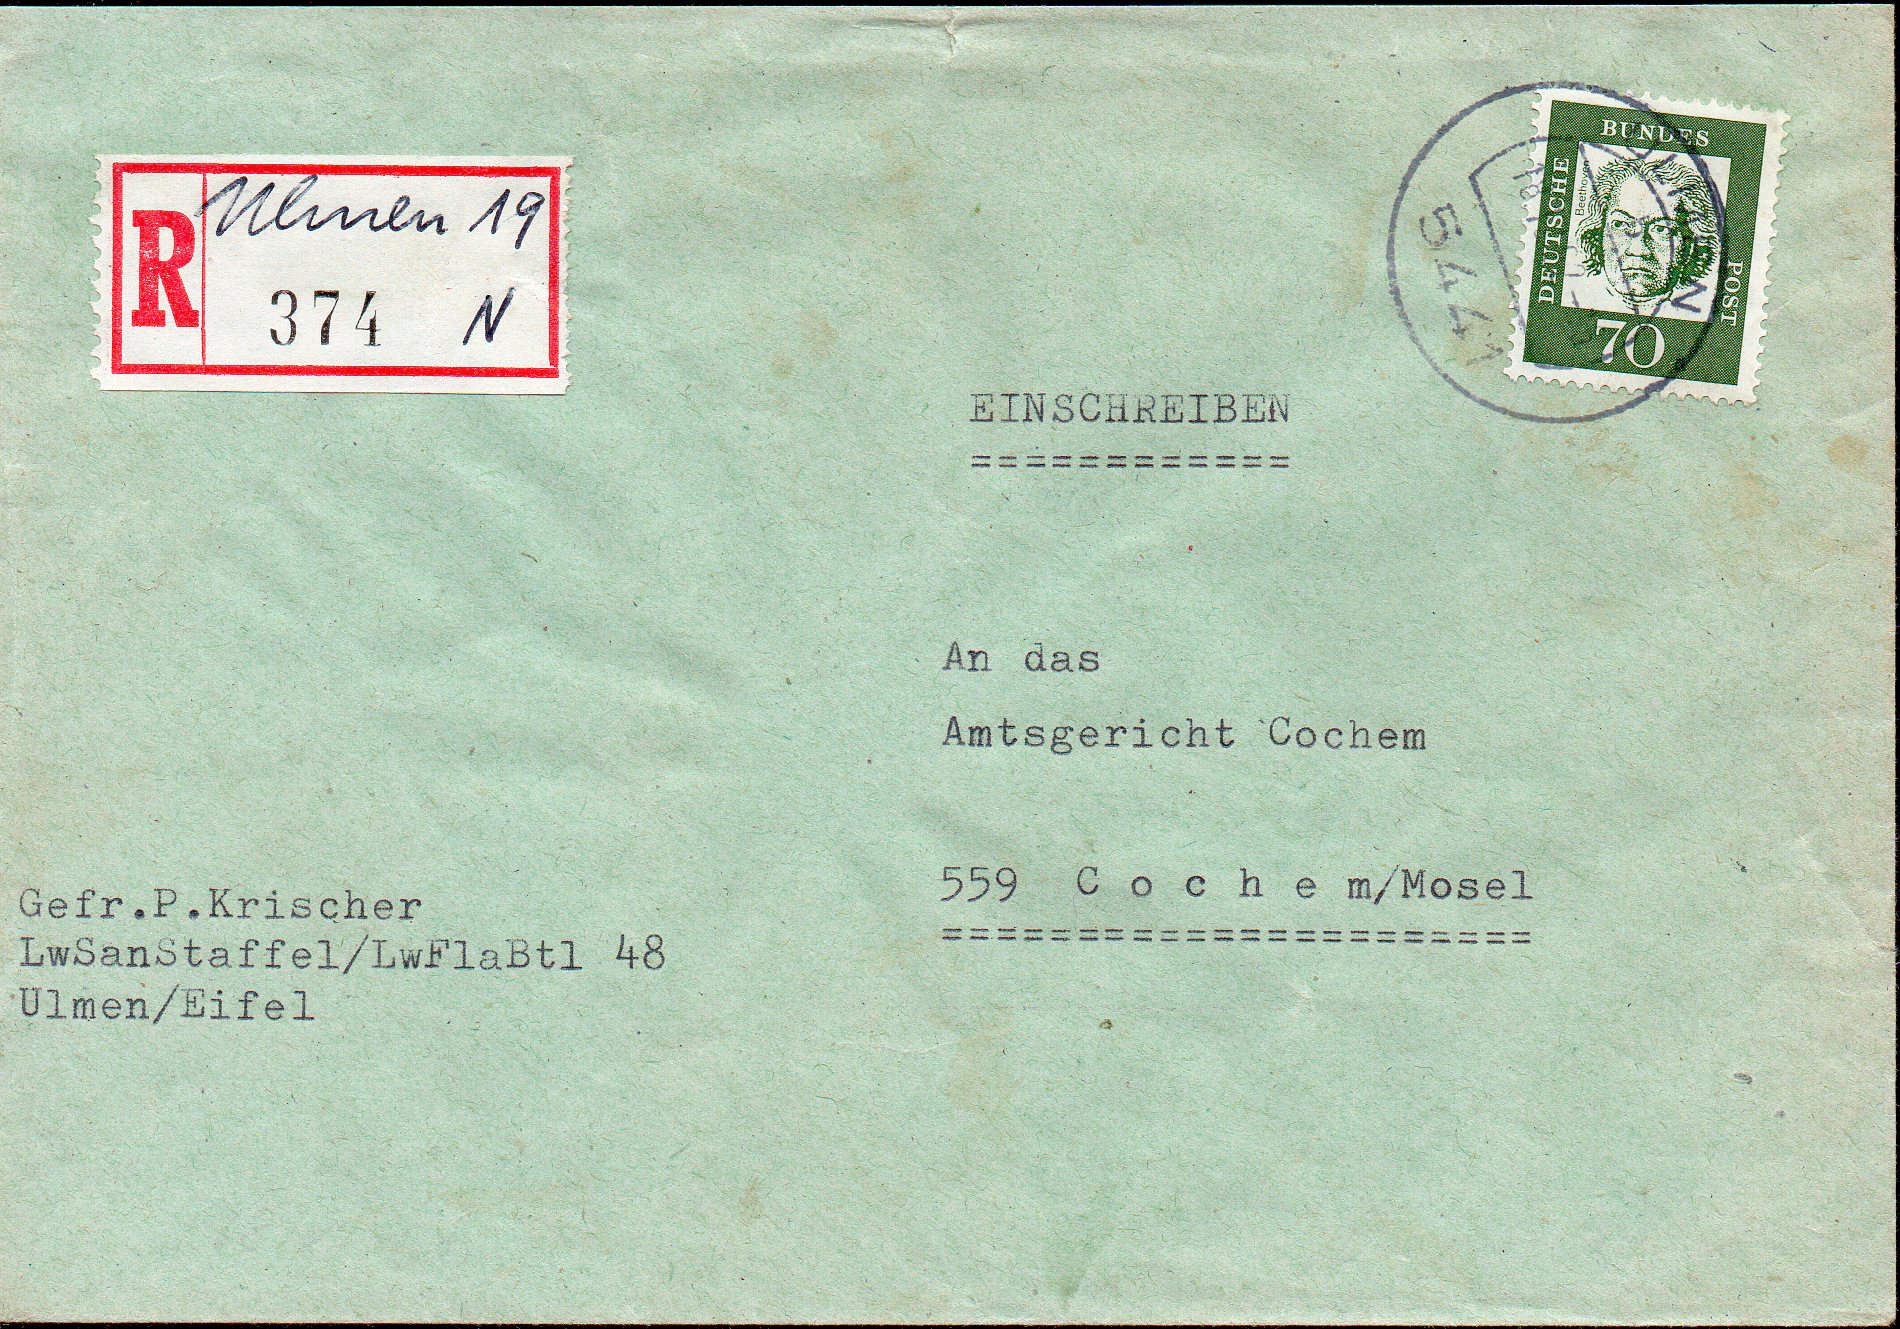 R
Ulmen 19
374 N
BUNDES
DEUTSCHE
POST
Beethoven
70
ULMEN
5441
EINSCHREIBEN
============
An das
Amtsgericht Cochem
559 C o c h e m/Mosel
======================
Gefr.P.Krischer
LwSanStaffel/LwFlaBtl 48
Ulmen/Eifel